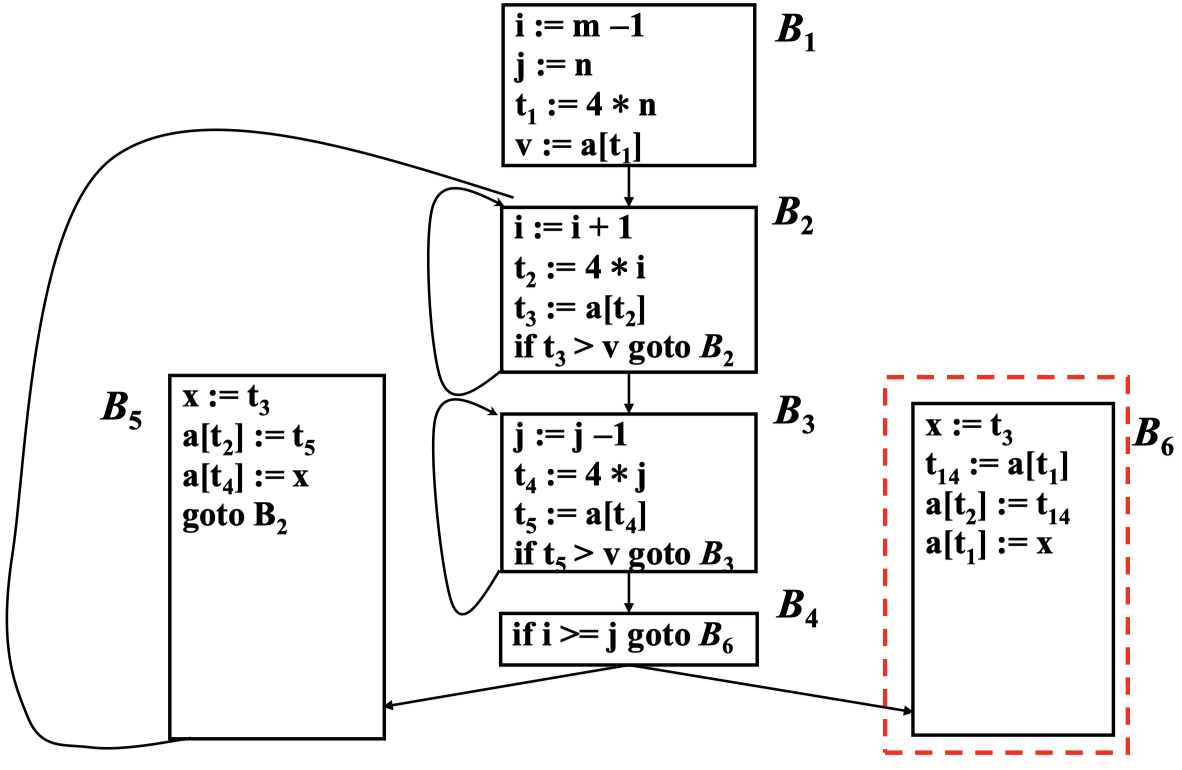 i := m –1
j := n
t₁ := 4 * n
v := a[t₁]
B₁
i := i + 1
t₂ := 4 * i
t₃ := a[t₂]
if t₃ > v goto B₂
B₂
j := j –1
t₄ := 4 * j
t₅ := a[t₄]
if t₅ > v goto B₃
B₃
if i >= j goto B₆
B₄
B₅
x := t₃
a[t₂] := t₅
a[t₄] := x
goto B₂
x := t₃
t₁₄ := a[t₁]
a[t₂] := t₁₄
a[t₁] := x
B₆